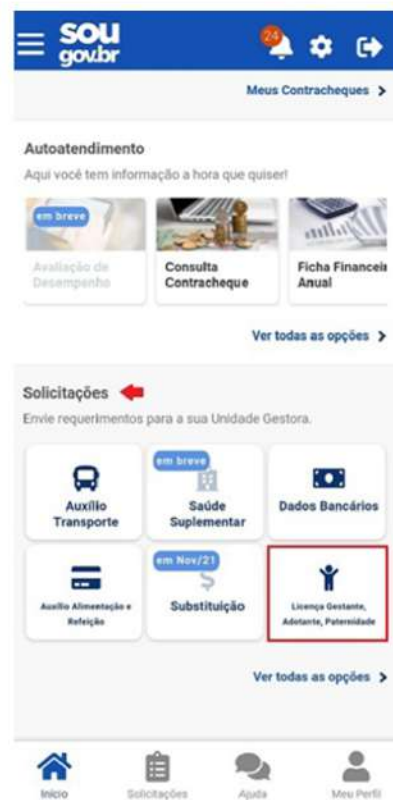 sou
gov.br
24
Meus Contracheques
Autoatendimento
Aqui você tem informação a hora que quiser!
em breve
Avaliação de
Desempenho
Consulta
Contracheque
Ficha Financeir
Anual
Ver todas as opções
Solicitações
Envie requerimentos para a sua Unidade Gestora.
Auxílio
Transporte
em breve
Saúde
Suplementar
Dados Bancários
Auxílio Alimentação e
Refeição
em Nov/21
Substituição
Licença Gestante,
Adotante, Paternidade
Ver todas as opções
Início
Solicitações
Ajuda
Meu Perfil